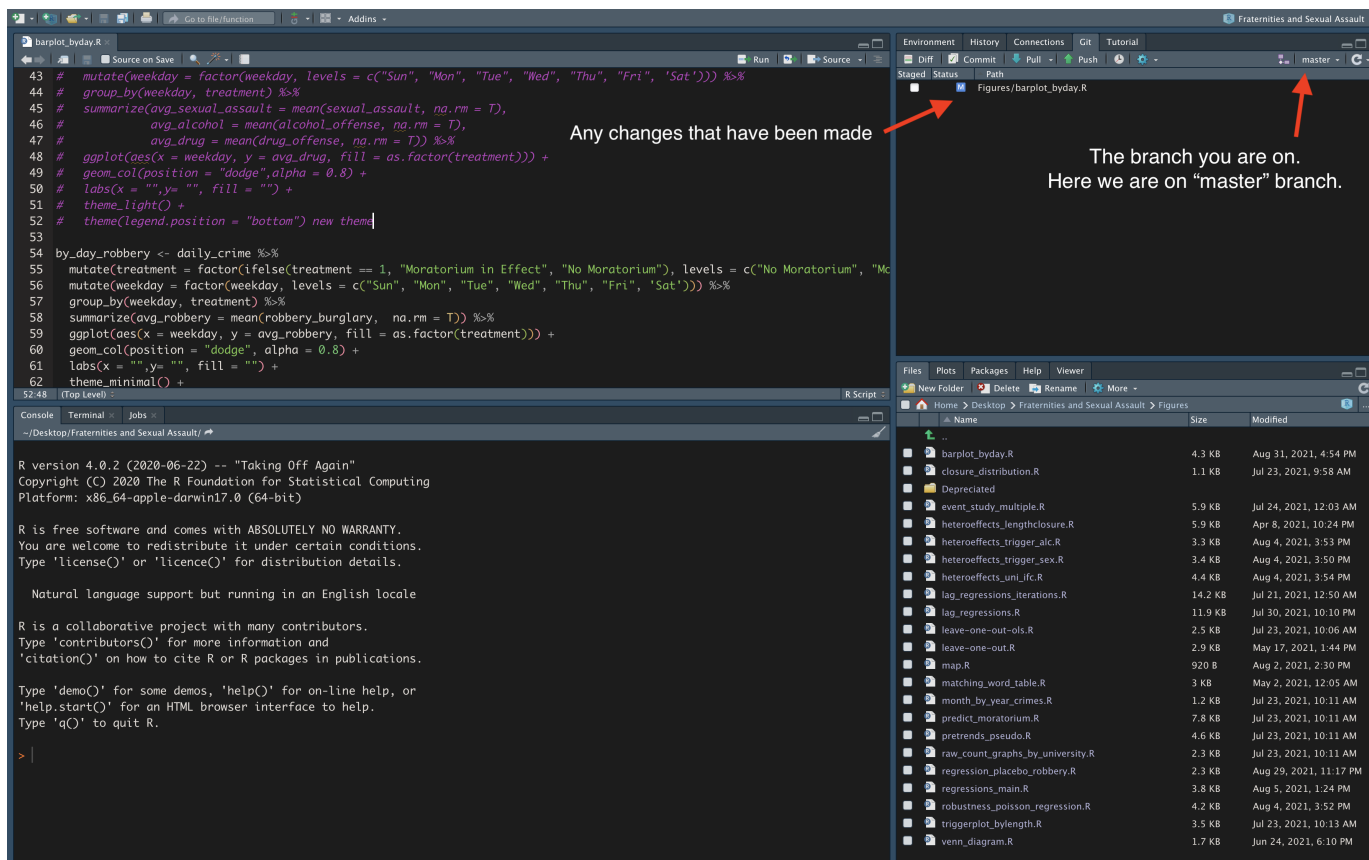 Go to file/function
Addins
Fraternities and Sexual Assault
barplot_byday.R
Source on Save
Run
Source
43 #   mutate(weekday = factor(weekday, levels = c("Sun", "Mon", "Tue", "Wed", "Thu", "Fri", 'Sat'))) %>%
44 #   group_by(weekday, treatment) %>%
45 #   summarize(avg_sexual_assault = mean(sexual_assault, na.rm = T),
46 #             avg_alcohol = mean(alcohol_offense, na.rm = T),
47 #             avg_drug = mean(drug_offense, na.rm = T)) %>%
48 #   ggplot(aes(x = weekday, y = avg_drug, fill = as.factor(treatment))) +
49 #   geom_col(position = "dodge",alpha = 0.8) +
50 #   labs(x = "",y= "", fill = "") +
51 #   theme_light() +
52 #   theme(legend.position = "bottom") new theme
53
54 by_day_robbery <- daily_crime %>%
55   mutate(treatment = factor(ifelse(treatment == 1, "Moratorium in Effect", "No Moratorium"), levels = c("No Moratorium", "Mc
56   mutate(weekday = factor(weekday, levels = c("Sun", "Mon", "Tue", "Wed", "Thu", "Fri", 'Sat'))) %>%
57   group_by(weekday, treatment) %>%
58   summarize(avg_robbery = mean(robbery_burglary,  na.rm = T)) %>%
59   ggplot(aes(x = weekday, y = avg_robbery, fill = as.factor(treatment))) +
60   geom_col(position = "dodge", alpha = 0.8) +
61   labs(x = "",y= "", fill = "") +
62   theme_minimal() +
52:48 (Top Level) R Script
Environment History Connections Git Tutorial
Diff Commit Pull Push master
Staged Status Path
M Figures/barplot_byday.R
Any changes that have been made
The branch you are on.
Here we are on “master” branch.
Console Terminal Jobs
~/Desktop/Fraternities and Sexual Assault/
R version 4.0.2 (2020-06-22) -- "Taking Off Again"
Copyright (C) 2020 The R Foundation for Statistical Computing
Platform: x86_64-apple-darwin17.0 (64-bit)
R is free software and comes with ABSOLUTELY NO WARRANTY.
You are welcome to redistribute it under certain conditions.
Type 'license()' or 'licence()' for distribution details.
Natural language support but running in an English locale
R is a collaborative project with many contributors.
Type 'contributors()' for more information and
'citation()' on how to cite R or R packages in publications.
Type 'demo()' for some demos, 'help()' for on-line help, or
'help.start()' for an HTML browser interface to help.
Type 'q()' to quit R.
>
Files Plots Packages Help Viewer
New Folder Delete Rename More
Home Desktop Fraternities and Sexual Assault Figures
Name Size Modified
..
barplot_byday.R 4.3 KB Aug 31, 2021, 4:54 PM
closure_distribution.R 1.1 KB Jul 23, 2021, 9:58 AM
Depreciated
event_study_multiple.R 5.9 KB Jul 24, 2021, 12:03 AM
heteroeffects_lengthclosure.R 5.9 KB Apr 8, 2021, 10:24 PM
heteroeffects_trigger_alc.R 3.3 KB Aug 4, 2021, 3:53 PM
heteroeffects_trigger_sex.R 3.4 KB Aug 4, 2021, 3:50 PM
heteroeffects_uni_ifc.R 4.4 KB Aug 4, 2021, 3:54 PM
lag_regressions_iterations.R 14.2 KB Jul 21, 2021, 12:50 AM
lag_regressions.R 11.9 KB Jul 30, 2021, 10:10 PM
leave-one-out-ols.R 2.5 KB Jul 23, 2021, 10:06 AM
leave-one-out.R 2.9 KB May 17, 2021, 1:44 PM
map.R 920 B Aug 2, 2021, 2:30 PM
matching_word_table.R 3 KB May 2, 2021, 12:05 AM
month_by_year_crimes.R 1.2 KB Jul 23, 2021, 10:11 AM
predict_moratorium.R 7.8 KB Jul 23, 2021, 10:11 AM
pretrends_pseudo.R 4.6 KB Jul 23, 2021, 10:11 AM
raw_count_graphs_by_university.R 2.3 KB Jul 23, 2021, 10:11 AM
regression_placebo_robbery.R 2.3 KB Aug 29, 2021, 11:17 PM
regressions_main.R 3.8 KB Aug 5, 2021, 1:24 PM
robustness_poisson_regression.R 4.2 KB Aug 4, 2021, 3:52 PM
triggerplot_bylength.R 3.5 KB Jul 23, 2021, 10:13 AM
venn_diagram.R 1.7 KB Jun 24, 2021, 6:10 PM